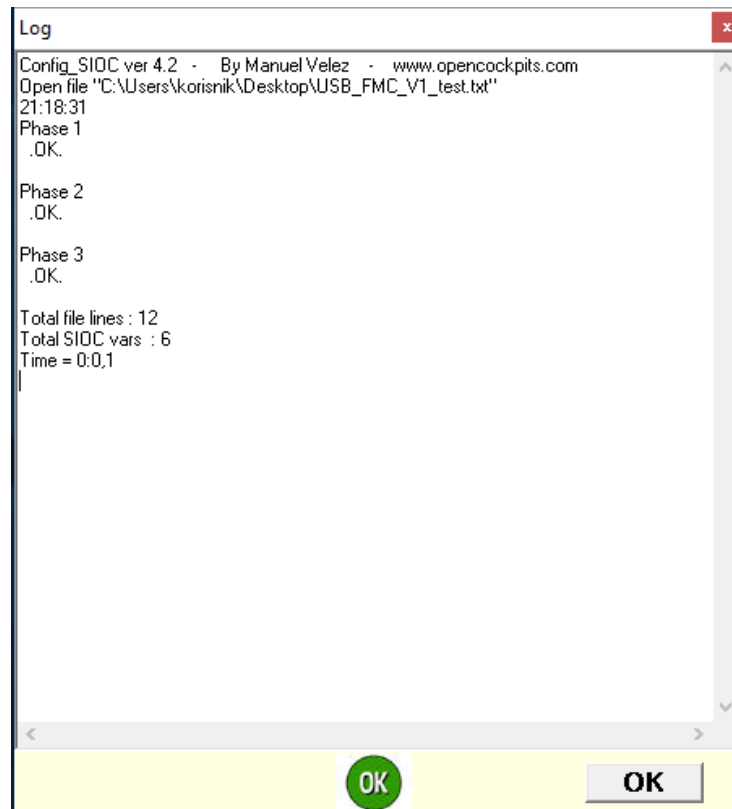 Log
x
Config_SIOC ver 4.2 - By Manuel Velez - www.opencockpits.com
Open file "C:\Users\korisnik\Desktop\USB_FMC_V1_test.txt"
21:18:31
Phase 1
.OK.
Phase 2
.OK.
Phase 3
.OK.
Total file lines : 12
Total SIOC vars : 6
Time = 0:0,1
OK
OK